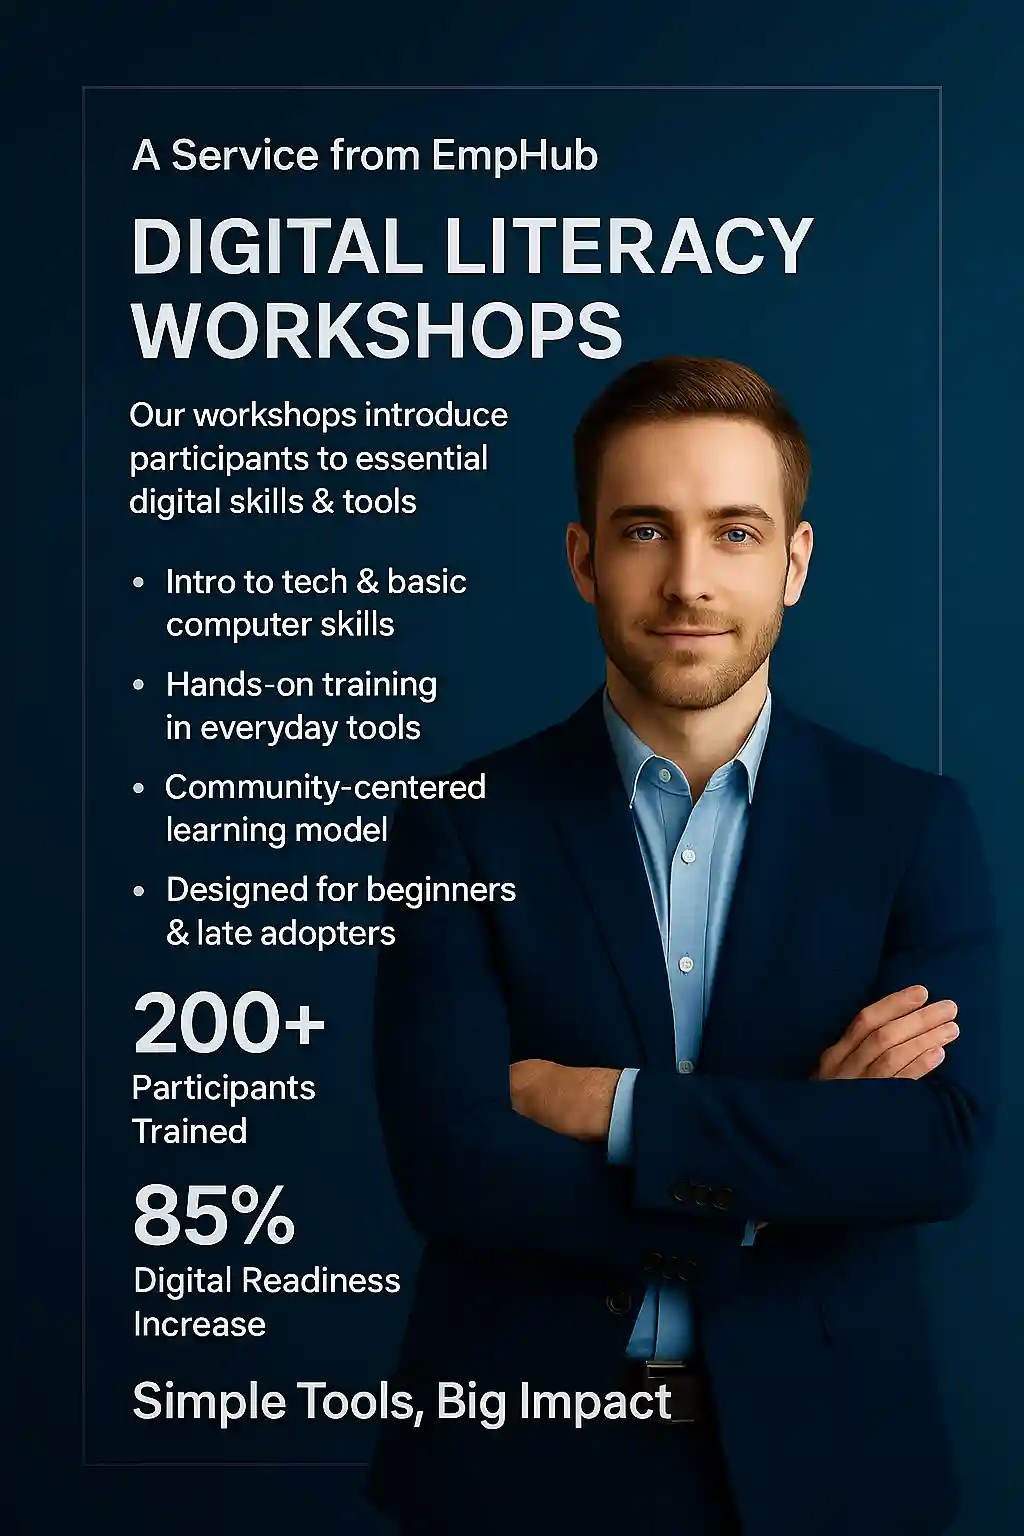 A Service from EmpHub
DIGITAL LITERACY
WORKSHOPS
Our workshops introduce
participants to essential
digital skills & tools
• Intro to tech & basic
computer skills
• Hands-on training
in everyday tools
• Community-centered
learning model
• Designed for beginners
& late adopters
200+
Participants
Trained
85%
Digital Readiness
Increase
Simple Tools, Big Impact